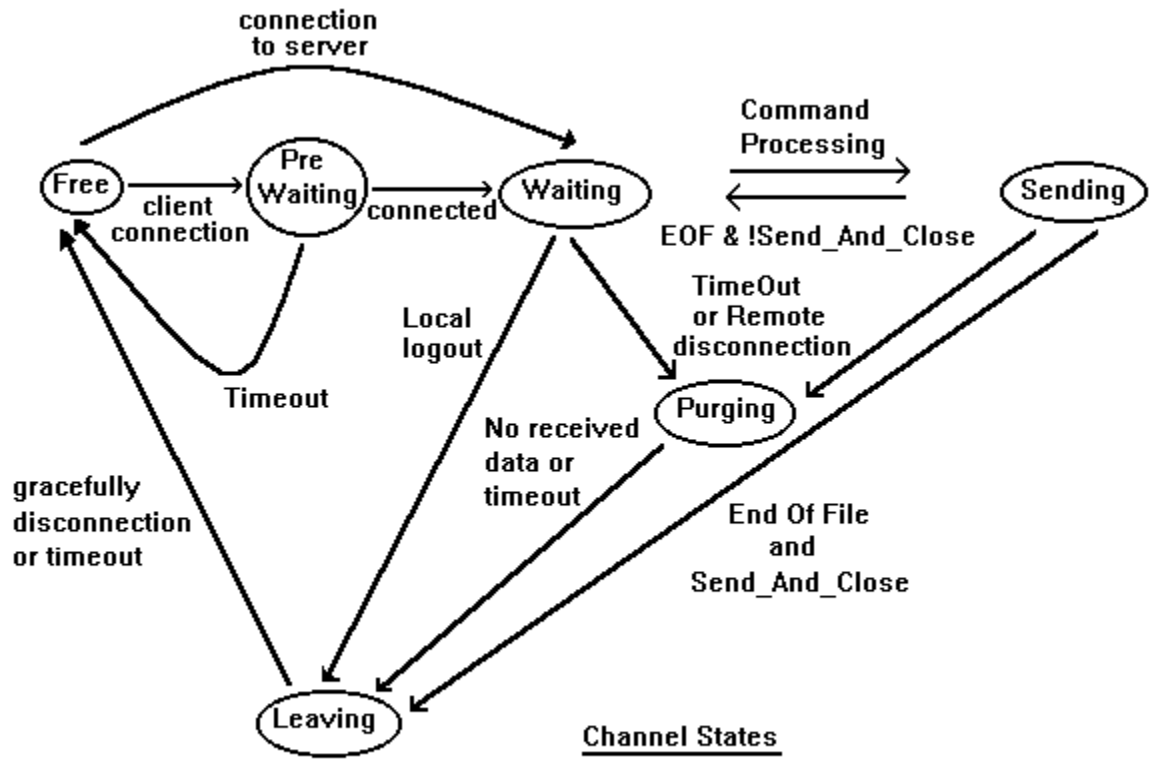 connection
to server
Command
Processing
Free
Pre
Waiting
Waiting
Sending
client
connection
connected
EOF & !Send_And_Close
TimeOut
or Remote
disconnection
Local
logout
Timeout
Purging
No received
data or
timeout
gracefully
disconnection
or timeout
End Of File
and
Send_And_Close
Leaving
Channel States